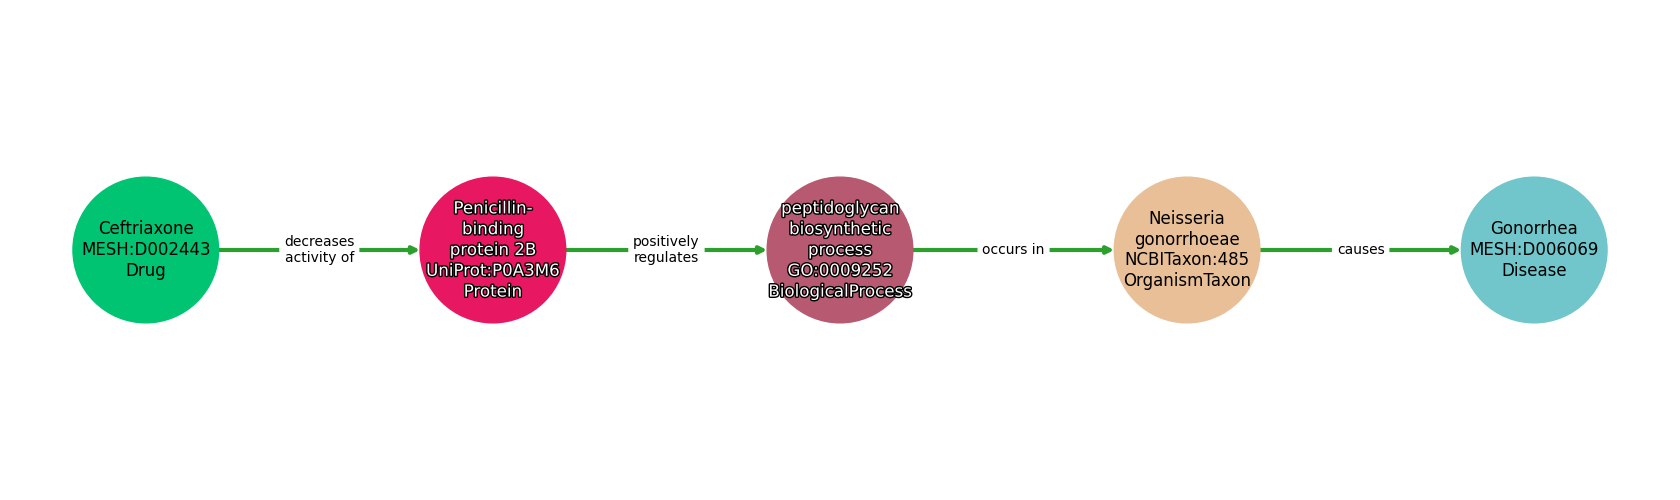 Ceftriaxone
MESH:D002443
Drug
decreases
activity of
Penicillin-
binding
protein 2B
UniProt:P0A3M6
Protein
positively
regulates
peptidoglycan
biosynthetic
process
GO:0009252
BiologicalProcess
occurs in
Neisseria
gonorrhoeae
NCBITaxon:485
OrganismTaxon
causes
Gonorrhea
MESH:D006069
Disease